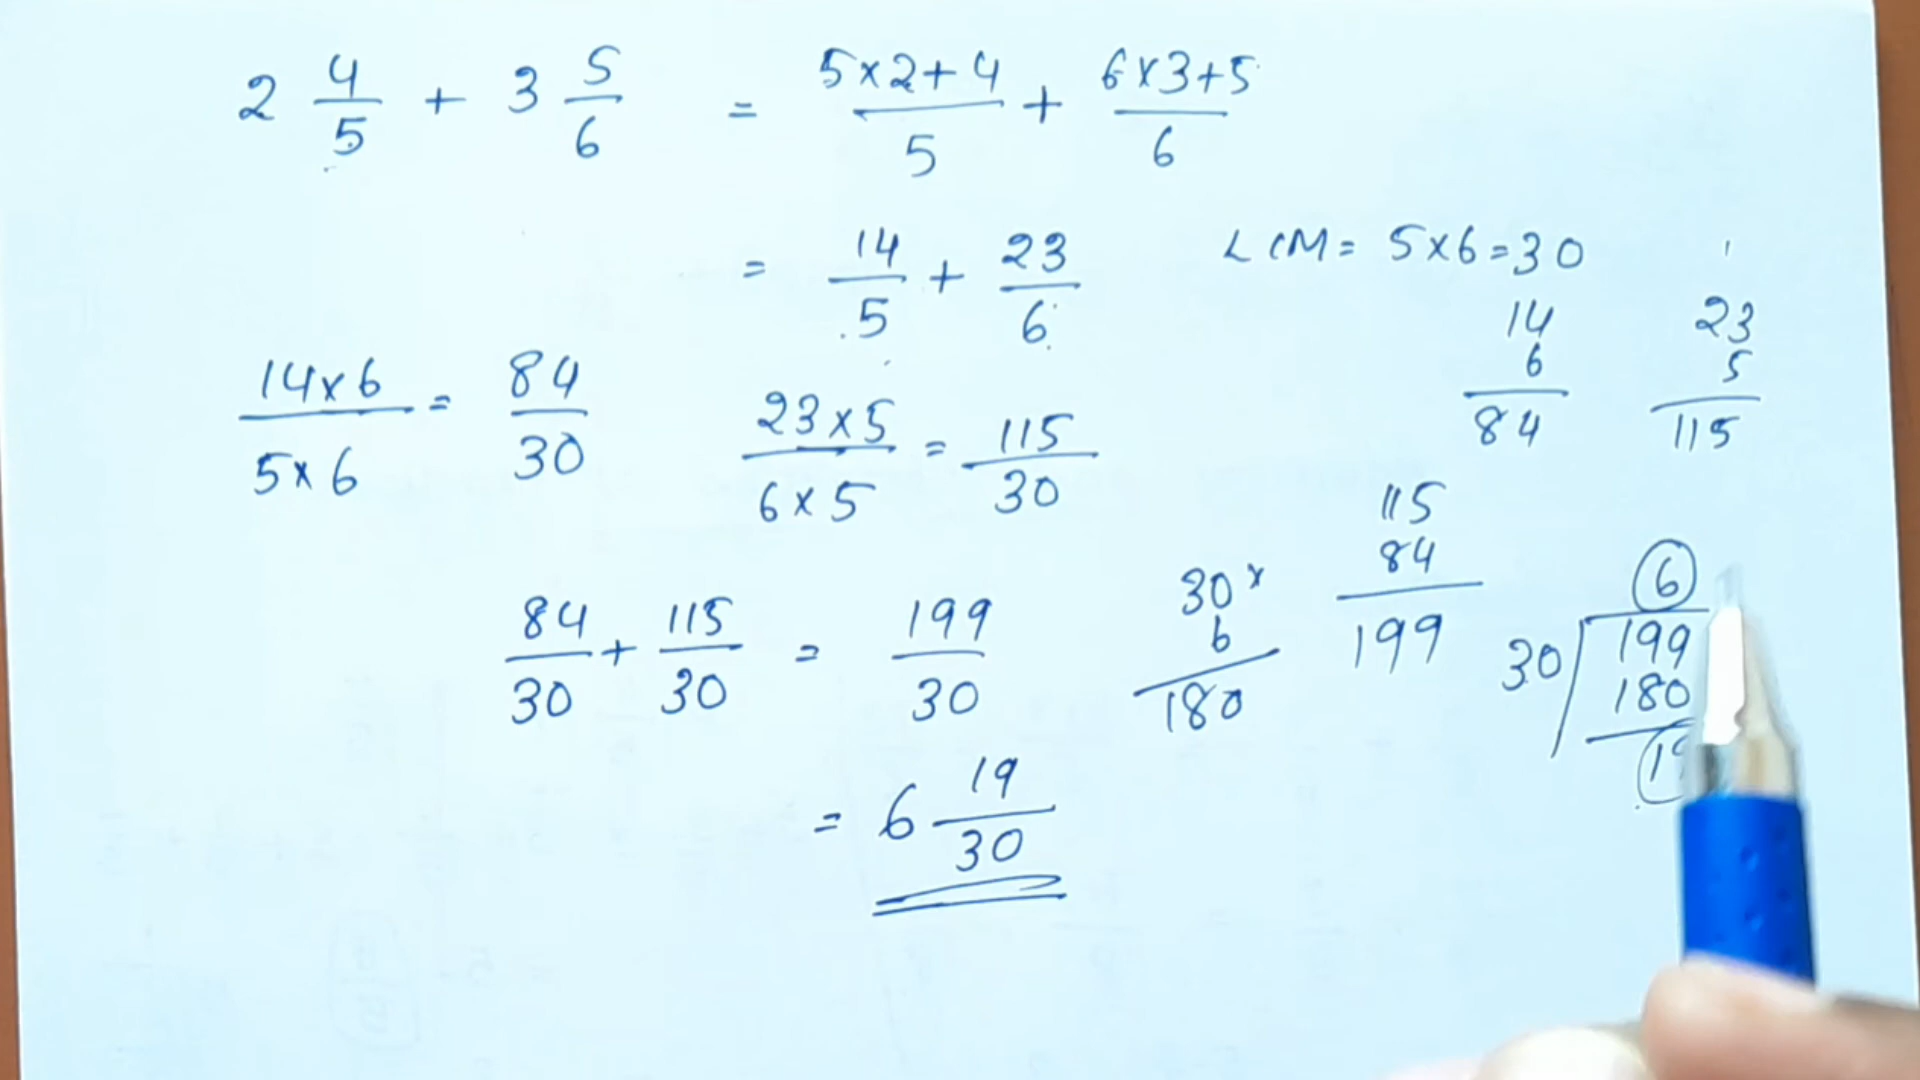 2 4/5 + 3 5/6 = 5×2+4/5 + 6×3+5/6
= 14/5 + 23/6
LCM = 5×6=30
14×6/5×6 = 84/30
23×5/6×5 = 115/30
14
6
84
23
5
115
84/30 + 115/30 = 199/30
30×
6
180
115
84
199
6
30 199
180
19
= 6 19/30